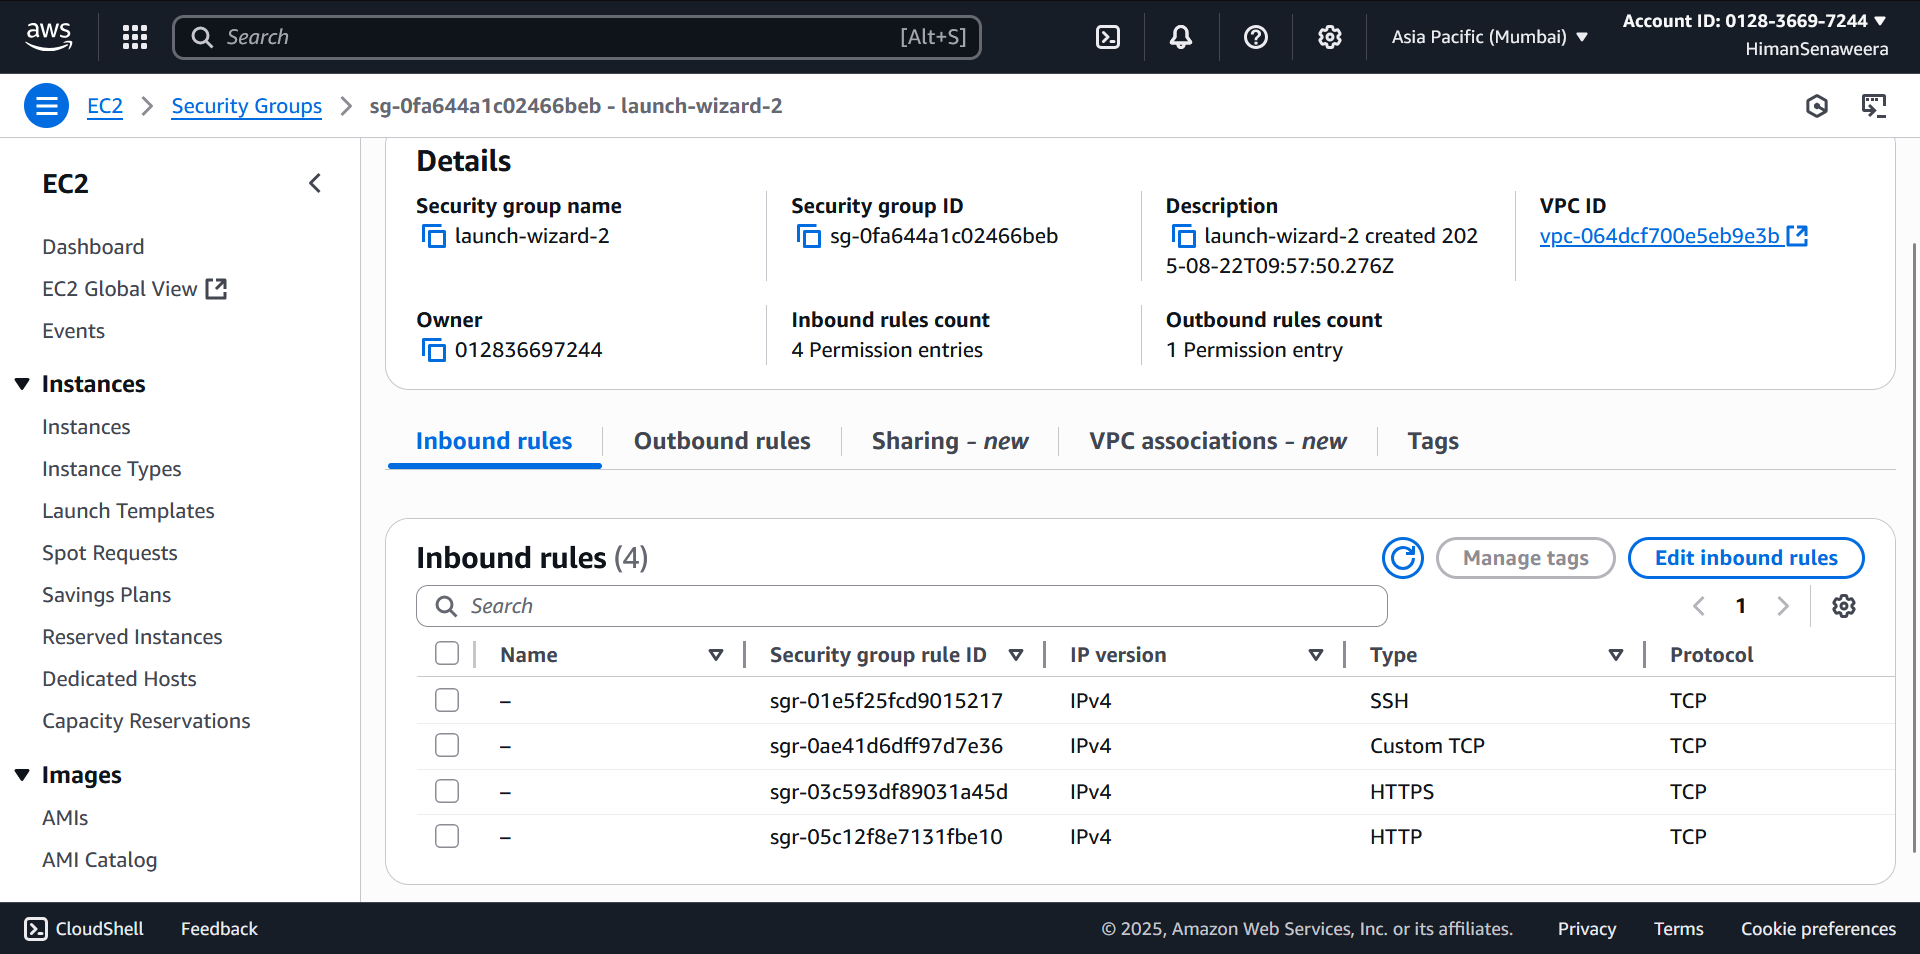 aws
Search
[Alt+S]
Asia Pacific (Mumbai)
Account ID: 0128-3669-7244
HimanSenaweera
EC2
Security Groups
sg-0fa644a1c02466beb - launch-wizard-2
EC2
Dashboard
EC2 Global View
Events
Instances
Instances
Instance Types
Launch Templates
Spot Requests
Savings Plans
Reserved Instances
Dedicated Hosts
Capacity Reservations
Images
AMIs
AMI Catalog
Details
Security group name
launch-wizard-2
Security group ID
sg-0fa644a1c02466beb
Description
launch-wizard-2 created 202
5-08-22T09:57:50.276Z
VPC ID
vpc-064dcf700e5eb9e3b
Owner
012836697244
Inbound rules count
4 Permission entries
Outbound rules count
1 Permission entry
Inbound rules
Outbound rules
Sharing - new
VPC associations - new
Tags
Inbound rules (4)
Manage tags
Edit inbound rules
Search
1
Name Security group rule ID IP version Type Protocol
– sgr-01e5f25fcd9015217 IPv4 SSH TCP
– sgr-0ae41d6dff97d7e36 IPv4 Custom TCP TCP
– sgr-03c593df89031a45d IPv4 HTTPS TCP
– sgr-05c12f8e7131fbe10 IPv4 HTTP TCP
CloudShell
Feedback
© 2025, Amazon Web Services, Inc. or its affiliates.
Privacy
Terms
Cookie preferences